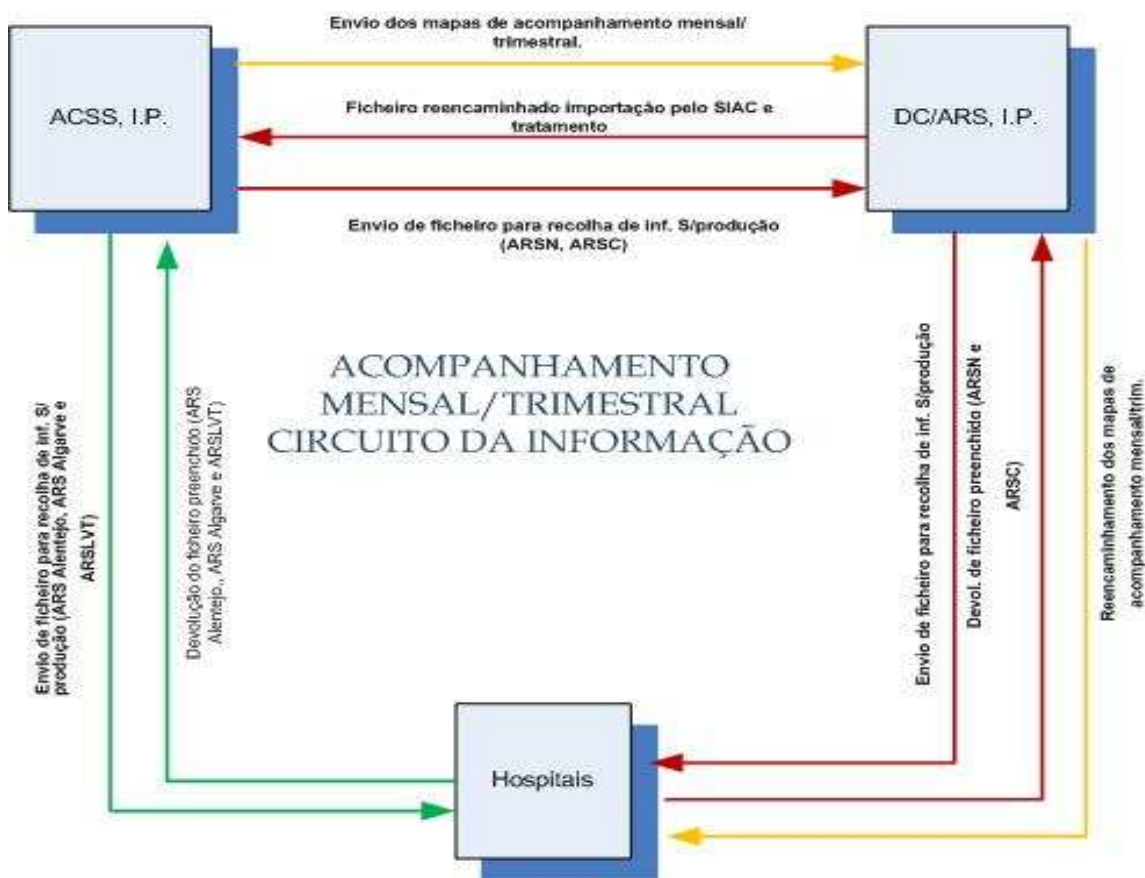 Envio dos mapas de acompanhamento mensal/
trimestral.
ACSS, I.P.
Ficheiro reencaminhado importação pelo SIAC e
tratamento
DC/ARS, I.P.
Envio de ficheiro para recolha de inf. S/produção
(ARSN, ARSC)
ACOMPANHAMENTO
MENSAL/TRIMESTRAL
CIRCUITO DA INFORMAÇÃO
Envio de ficheiro para recolha de inf. S/
produção (ARS Alentejo, ARS Algarve e
ARSLVT)
Devolução do ficheiro preenchido (ARS
Alentejo,, ARS Algarve e ARSLVT)
Envio de ficheiro para recolha de inf. S/produção
Devol. de ficheiro preenchido (ARSN e
ARSC)
Reencaminhamento dos mapas de
acompanhamento mensal/trim.
Hospitais